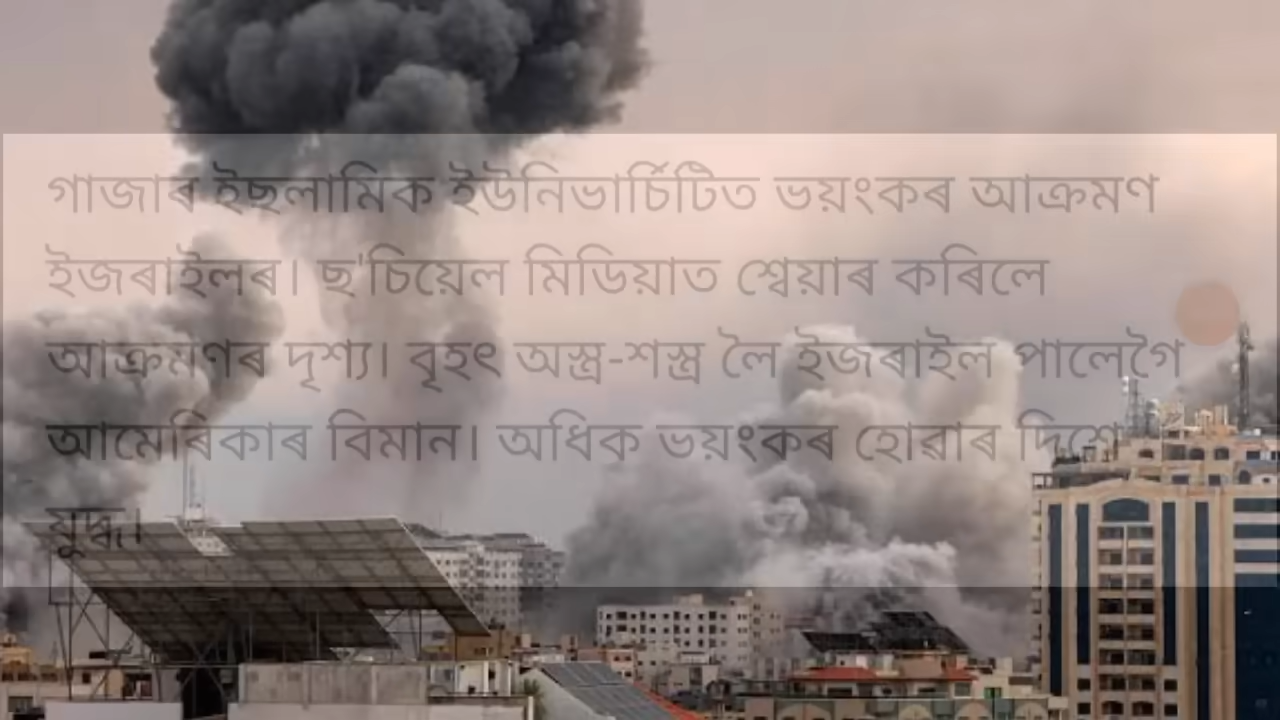 গাজাৰ ইছলামিক ইউনিভাৰ্চিটিত ভয়ংকৰ আক্ৰমণ
ইজৰাইলৰ। ছ'চিয়েল মিডিয়াত শ্বেয়াৰ কৰিলে
আক্ৰমণৰ দৃশ্য। বৃহৎ অস্ত্ৰ-শস্ত্ৰ লৈ ইজৰাইল পালেগৈ
আমেৰিকাৰ বিমান। অধিক ভয়ংকৰ হোৱাৰ দিশে
যুদ্ধ।